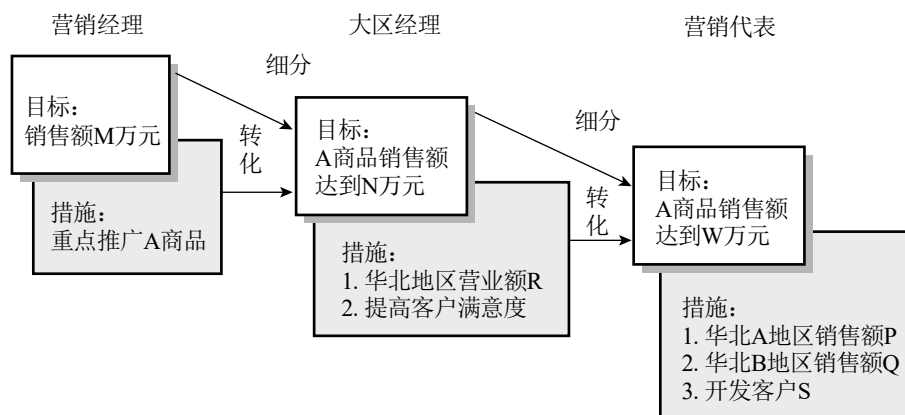 营销经理
大区经理
营销代表
细分
目标：
销售额M万元
转
化
措施：
重点推广A商品
目标：
A商品销售额
达到N万元
细分
转
化
措施：
1. 华北地区营业额R
2. 提高客户满意度
目标：
A商品销售额
达到W万元
措施：
1. 华北A地区销售额P
2. 华北B地区销售额Q
3. 开发客户S